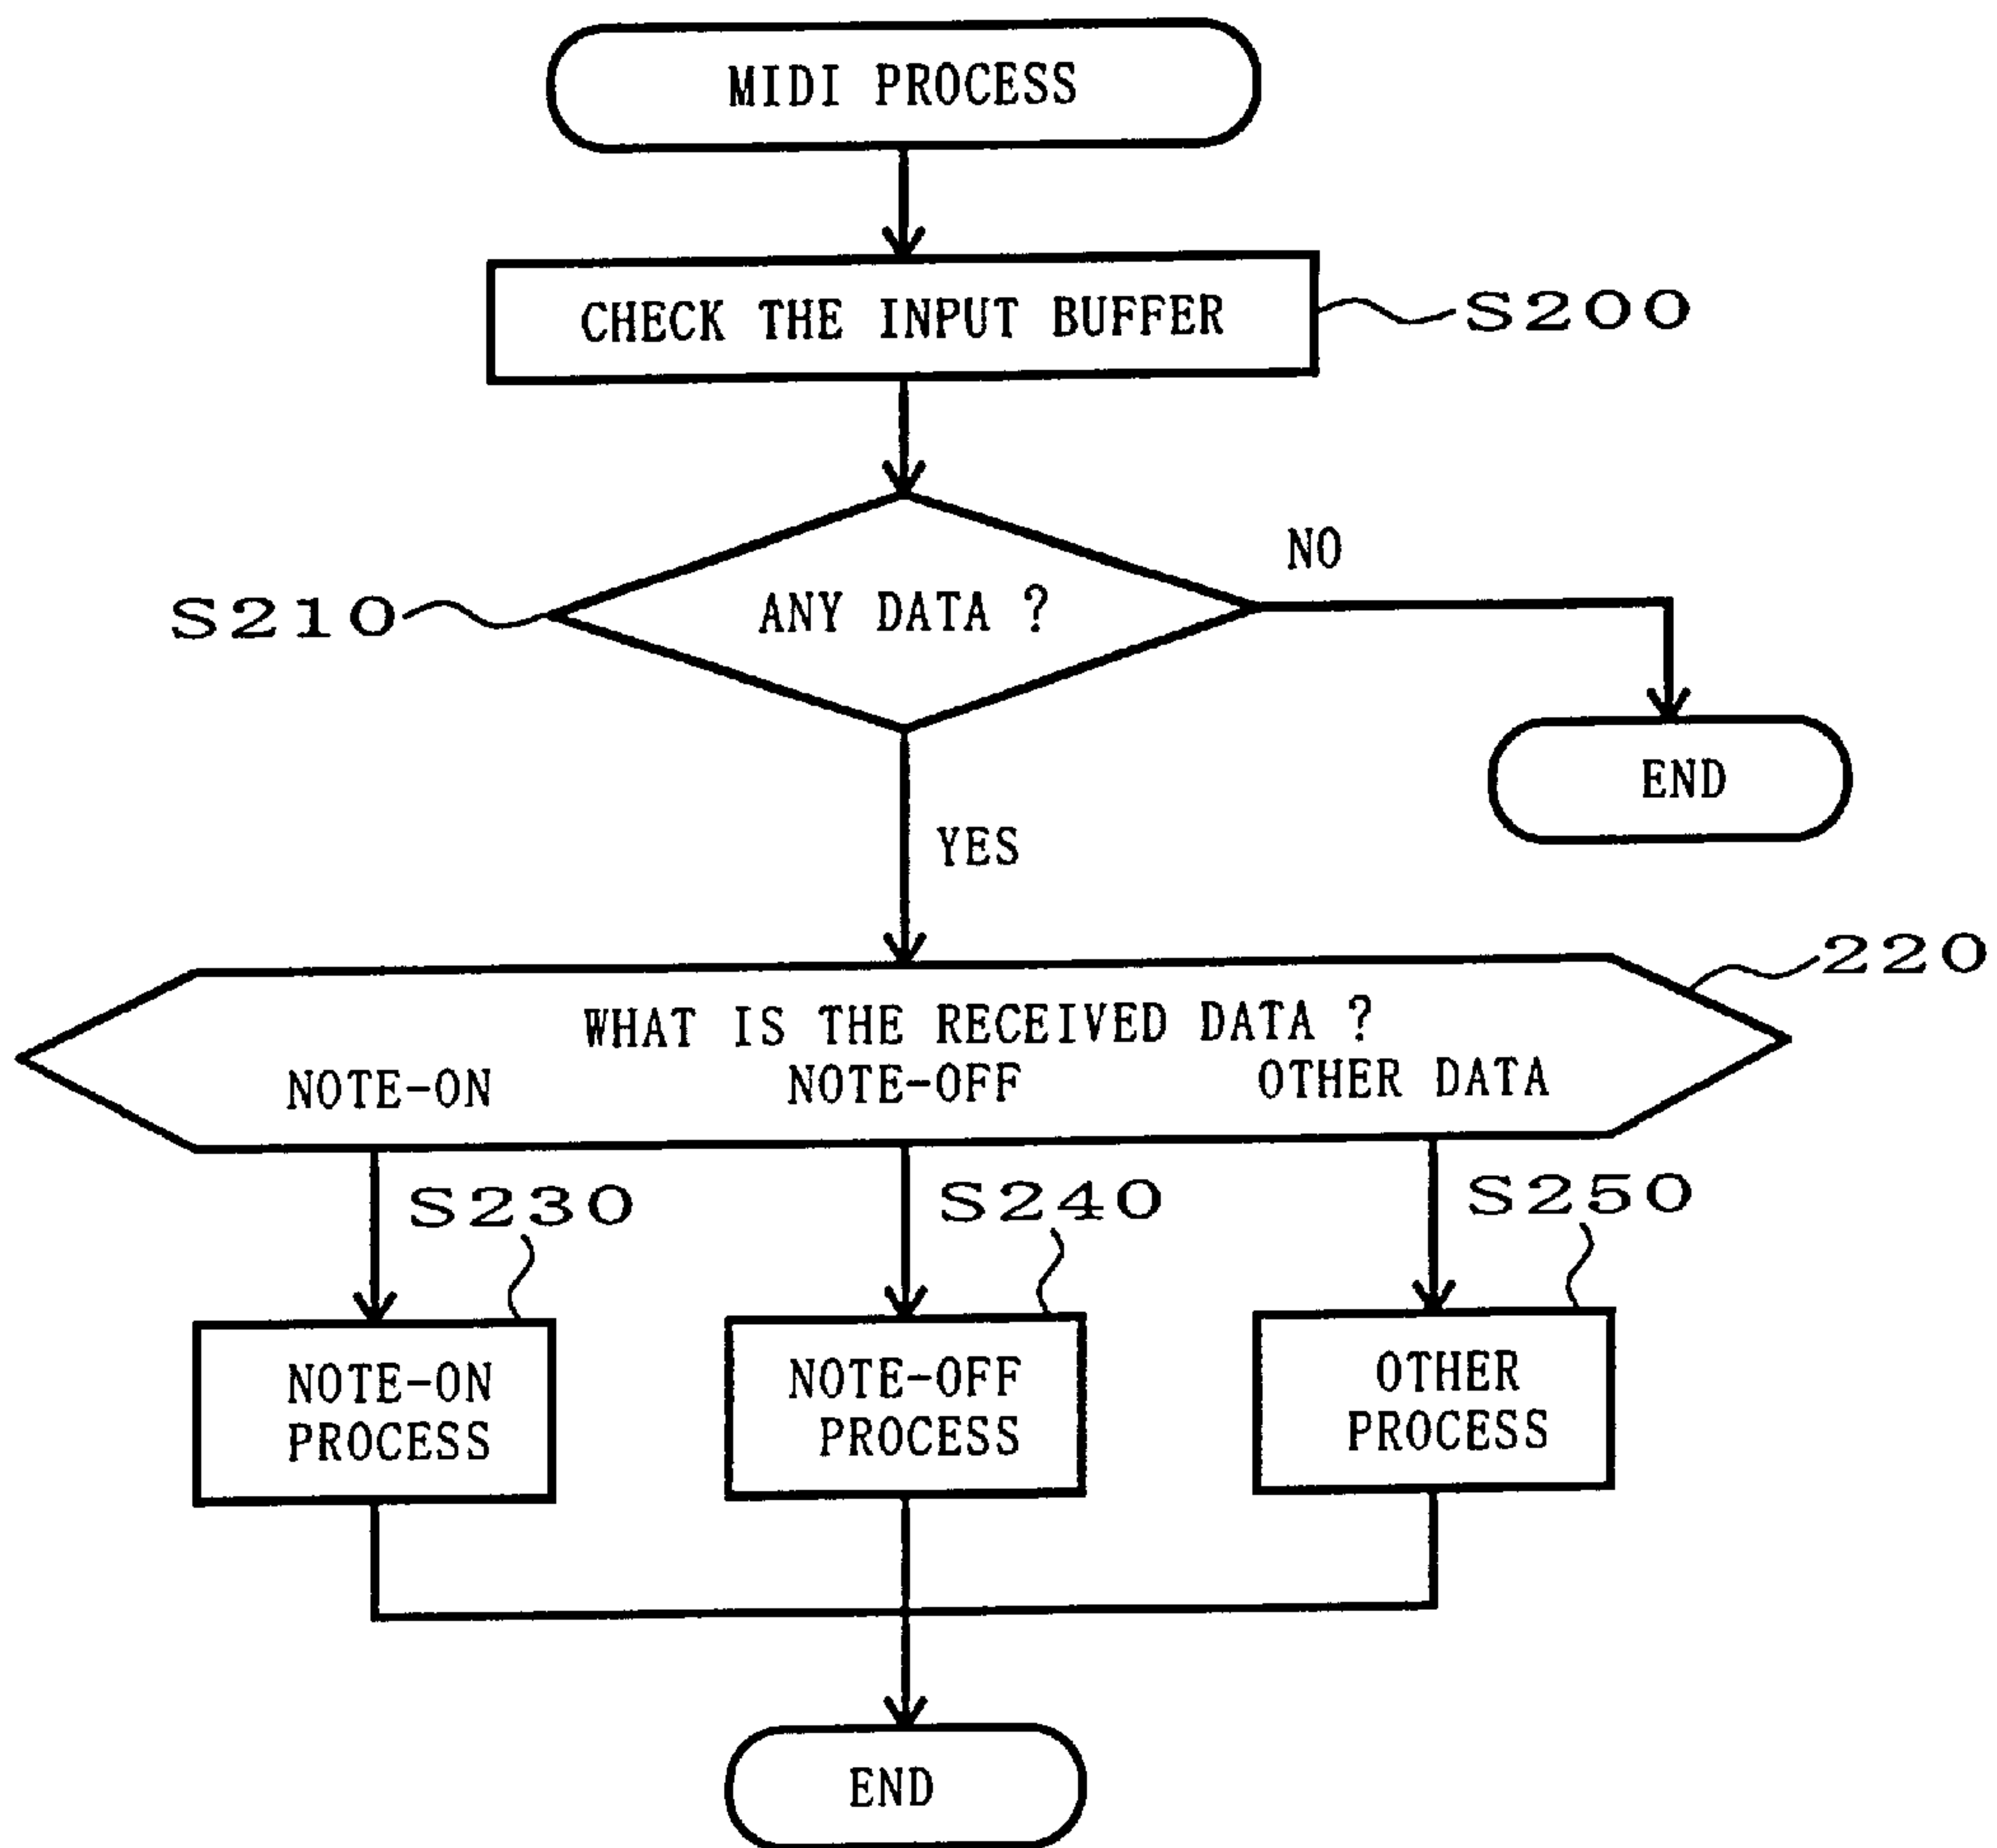 MIDI PROCESS
CHECK THE INPUT BUFFER
S200
NO
S210
ANY DATA ?
END
YES
220
WHAT IS THE RECEIVED DATA ?
NOTE-ON NOTE-OFF OTHER DATA
S230 S240 S250
NOTE-ON
PROCESS
NOTE-OFF
PROCESS
OTHER
PROCESS
END